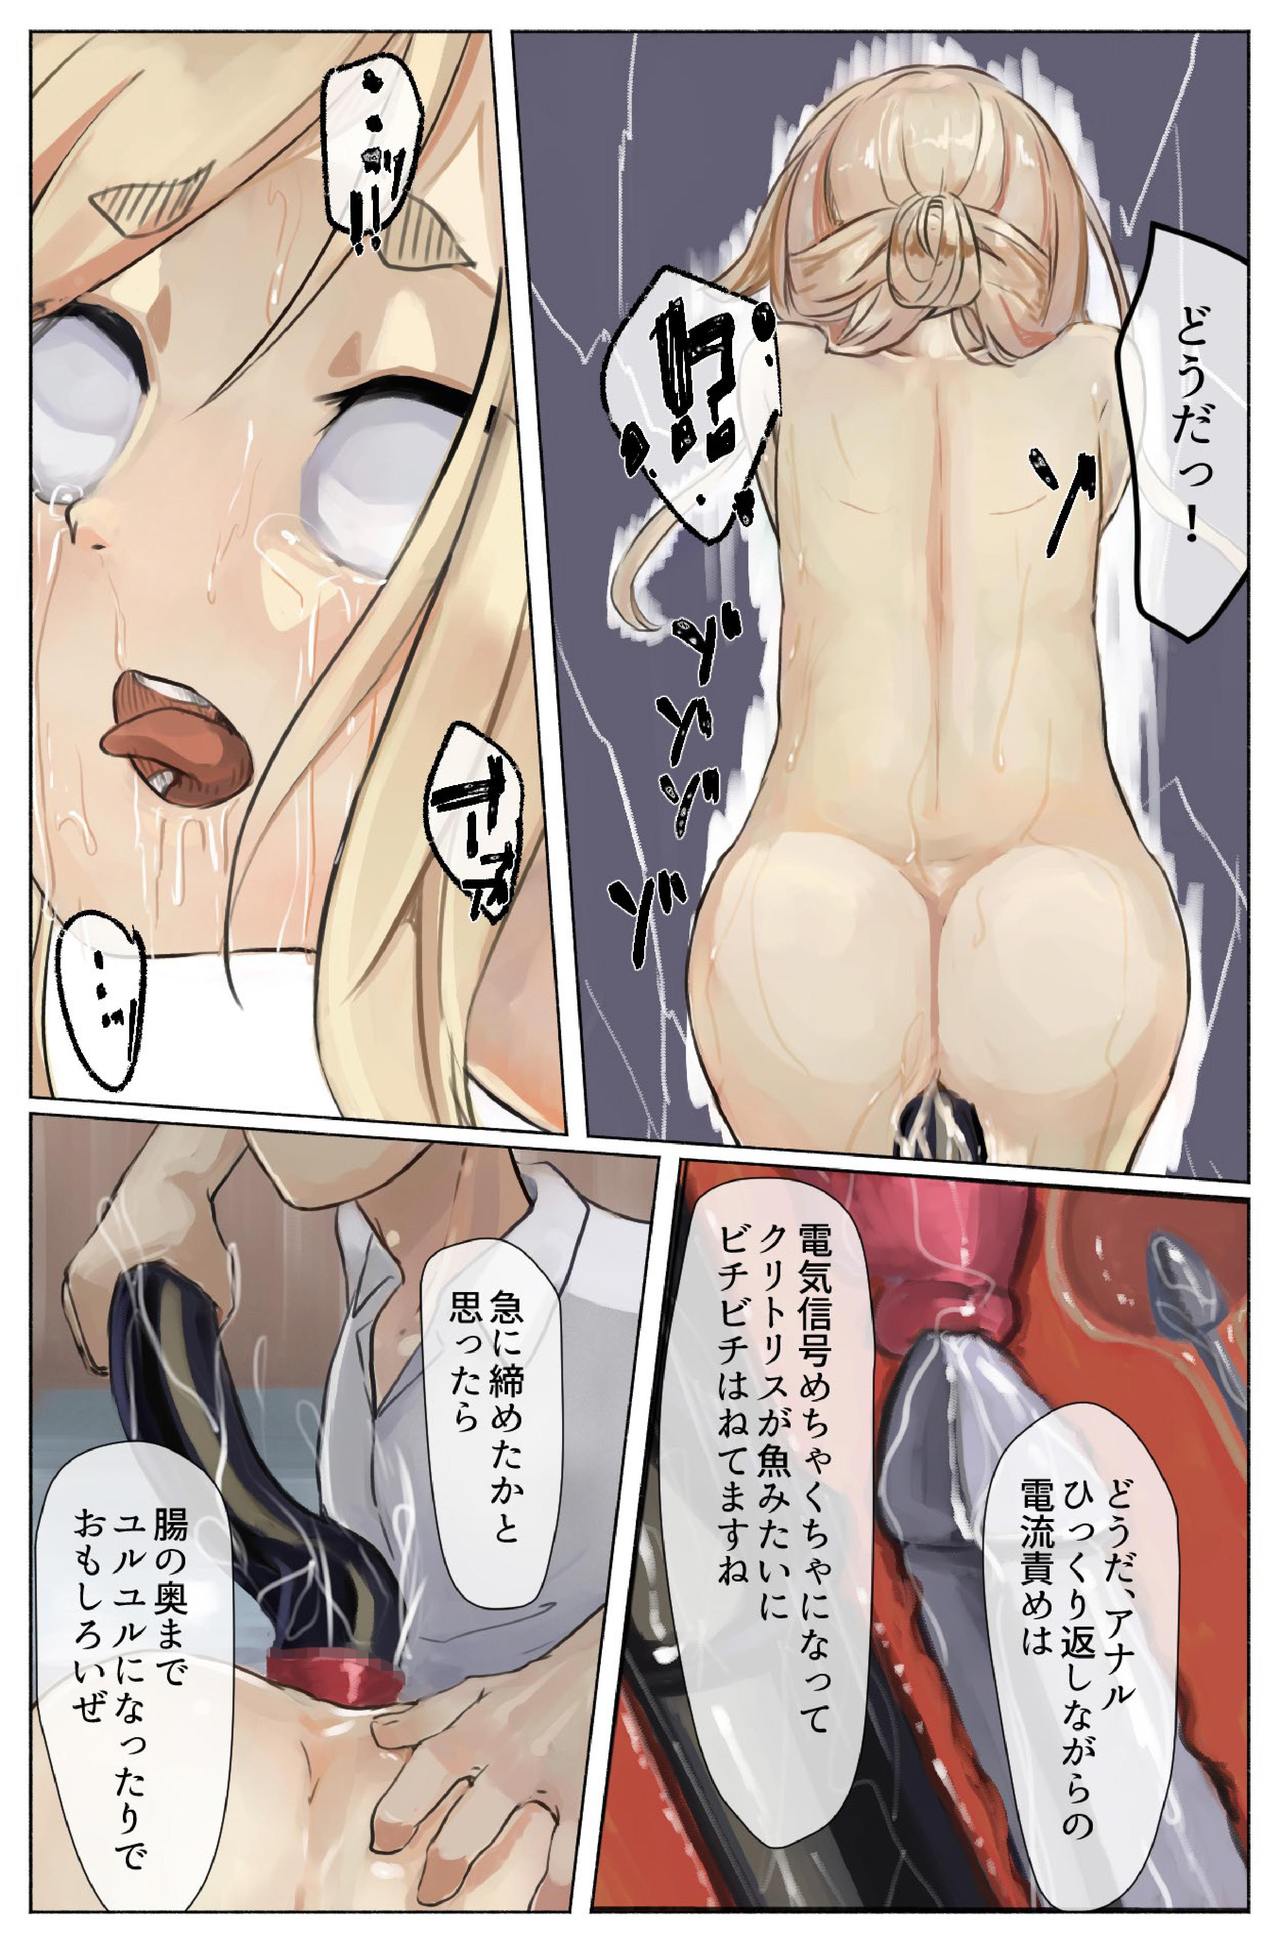 どうだっ！
!?
ゾ
ゾ
ゾ
ゾ
ゾ
・・ッ!!
・・ッ
どうだ、アナル
ひっくり返しながらの
電流責めは
電気信号めちゃくちゃになって
クリトリスが魚みたいに
ビチビチはねてますね
急に締めたかと
思ったら
腸の奥まで
ユルユルになったりで
おもしろいぜ